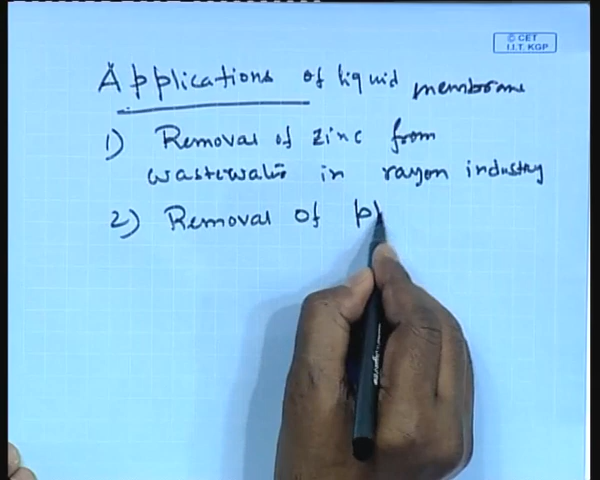 © CET
I.I.T. KGP
Applications of liquid membrane
1) Removal of zinc from
wastewater in rayon industry
2) Removal of p